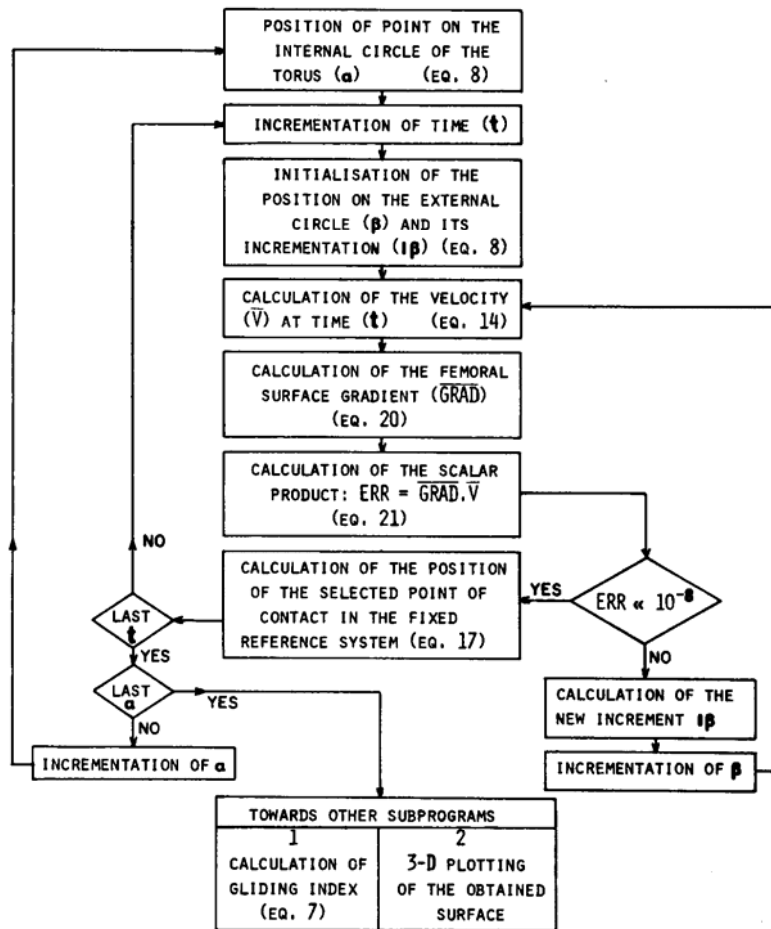 POSITION OF POINT ON THE
INTERNAL CIRCLE OF THE
TORUS (α) (EQ. 8)
INCREMENTATION OF TIME (t)
INITIALISATION OF THE
POSITION ON THE EXTERNAL
CIRCLE (β) AND ITS
INCREMENTATION (Iβ) (EQ. 8)
CALCULATION OF THE VELOCITY
(V̅) AT TIME (t) (EQ. 14)
CALCULATION OF THE FEMORAL
SURFACE GRADIENT (G̅R̅A̅D̅)
(EQ. 20)
CALCULATION OF THE SCALAR
PRODUCT: ERR = G̅R̅A̅D̅.V̅
(EQ. 21)
ERR « 10⁻⁸
YES
NO
CALCULATION OF THE POSITION
OF THE SELECTED POINT OF
CONTACT IN THE FIXED
REFERENCE SYSTEM (EQ. 17)
CALCULATION OF THE
NEW INCREMENT Iβ
INCREMENTATION OF β
NO
LAST
t
YES
LAST
α
YES
NO
INCREMENTATION OF α
TOWARDS OTHER SUBPROGRAMS
1
CALCULATION OF
GLIDING INDEX
(EQ. 7)
2
3-D PLOTTING
OF THE OBTAINED
SURFACE